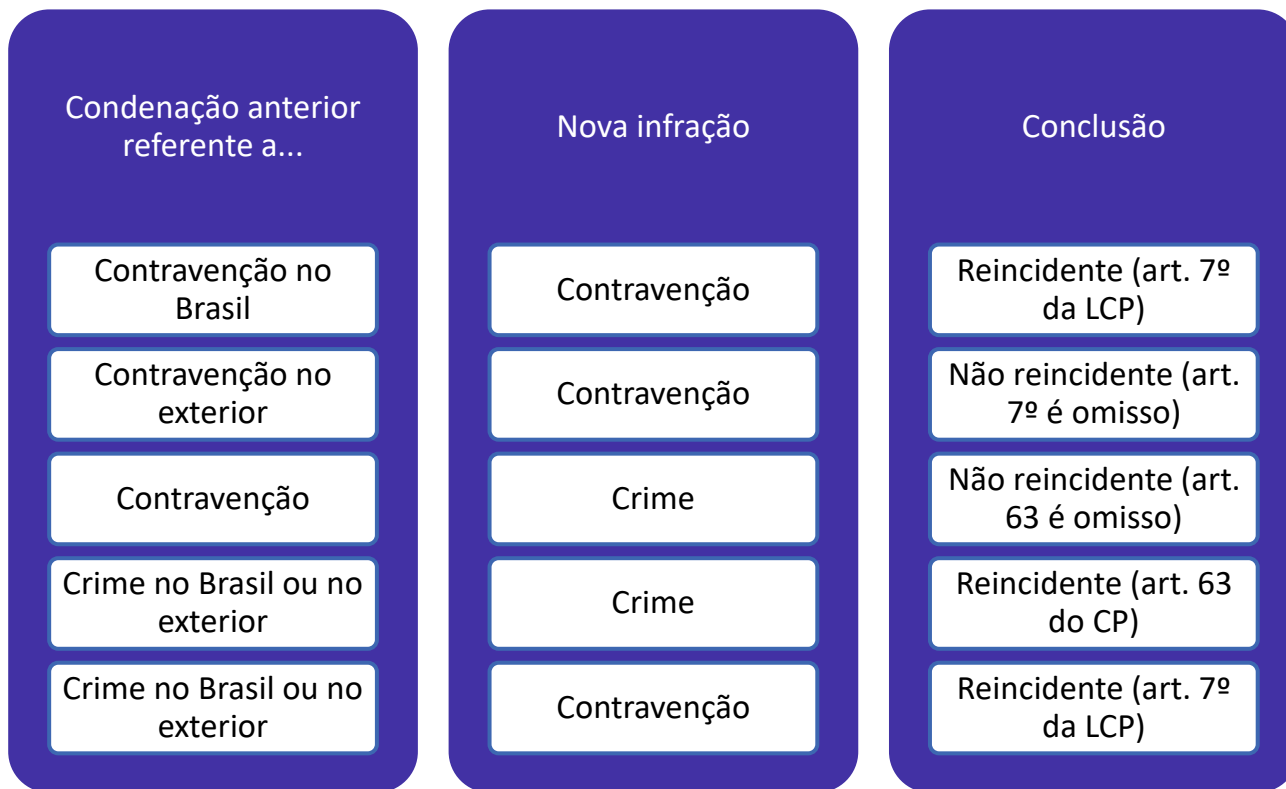 Condenação anterior
referente a...
Nova infração
Conclusão
Contravenção no
Brasil
Contravenção
Reincidente (art. 7º
da LCP)
Contravenção no
exterior
Contravenção
Não reincidente (art.
7º é omisso)
Contravenção
Crime
Não reincidente (art.
63 é omisso)
Crime no Brasil ou no
exterior
Crime
Reincidente (art. 63
do CP)
Crime no Brasil ou no
exterior
Contravenção
Reincidente (art. 7º
da LCP)